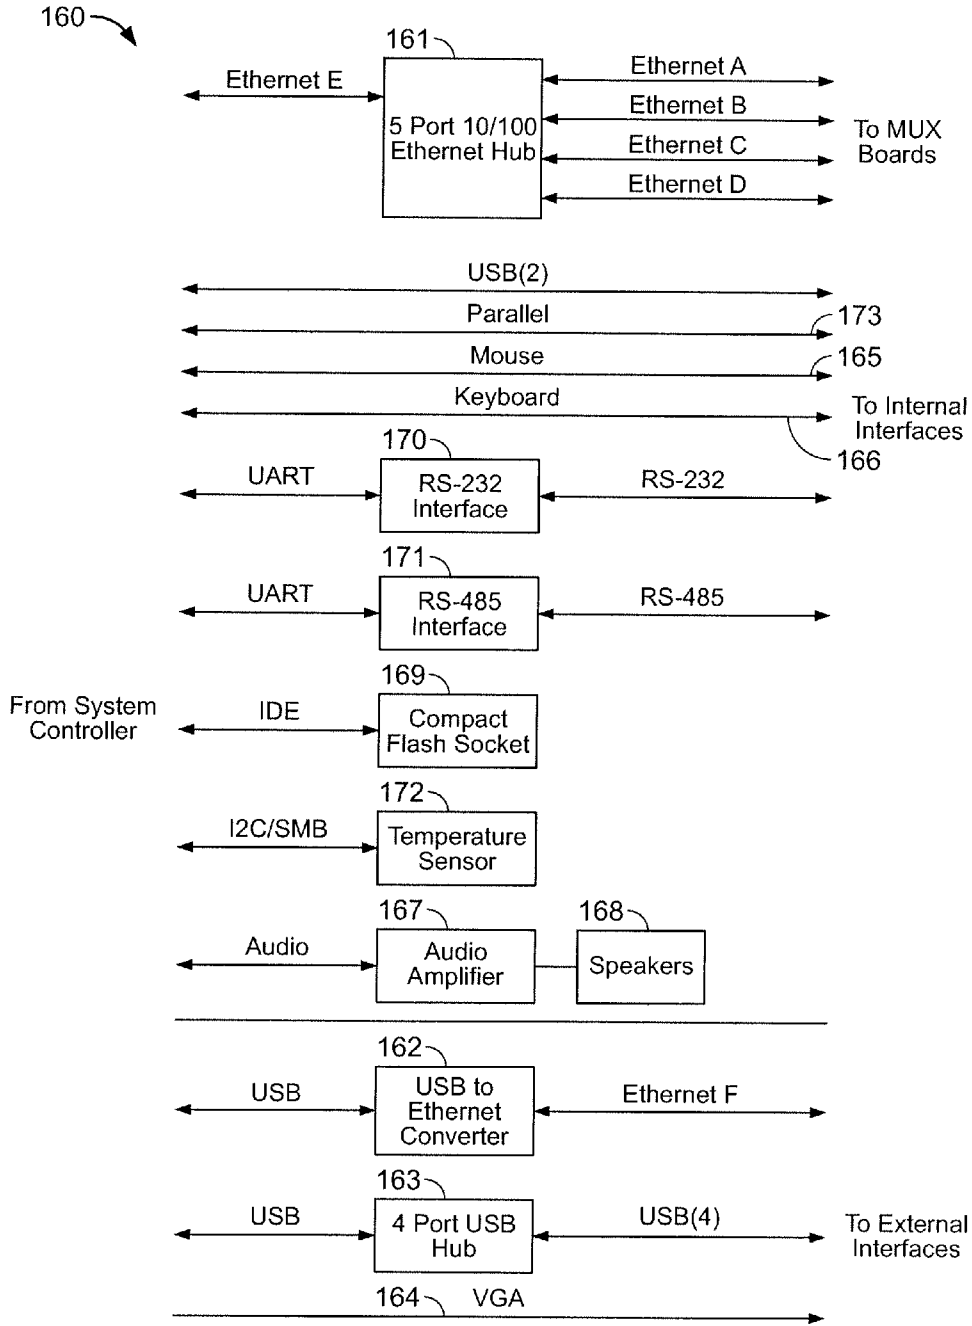 160
161
Ethernet E
5 Port 10/100
Ethernet Hub
Ethernet A
Ethernet B
Ethernet C
Ethernet D
To MUX
Boards
USB(2)
Parallel
173
Mouse
165
Keyboard
166
To Internal
Interfaces
170
UART
RS-232
Interface
RS-232
171
UART
RS-485
Interface
RS-485
From System
Controller
169
IDE
Compact
Flash Socket
172
I2C/SMB
Temperature
Sensor
167
Audio
Audio
Amplifier
168
Speakers
162
USB
USB to
Ethernet
Converter
Ethernet F
163
USB
4 Port USB
Hub
USB(4)
To External
Interfaces
164
VGA